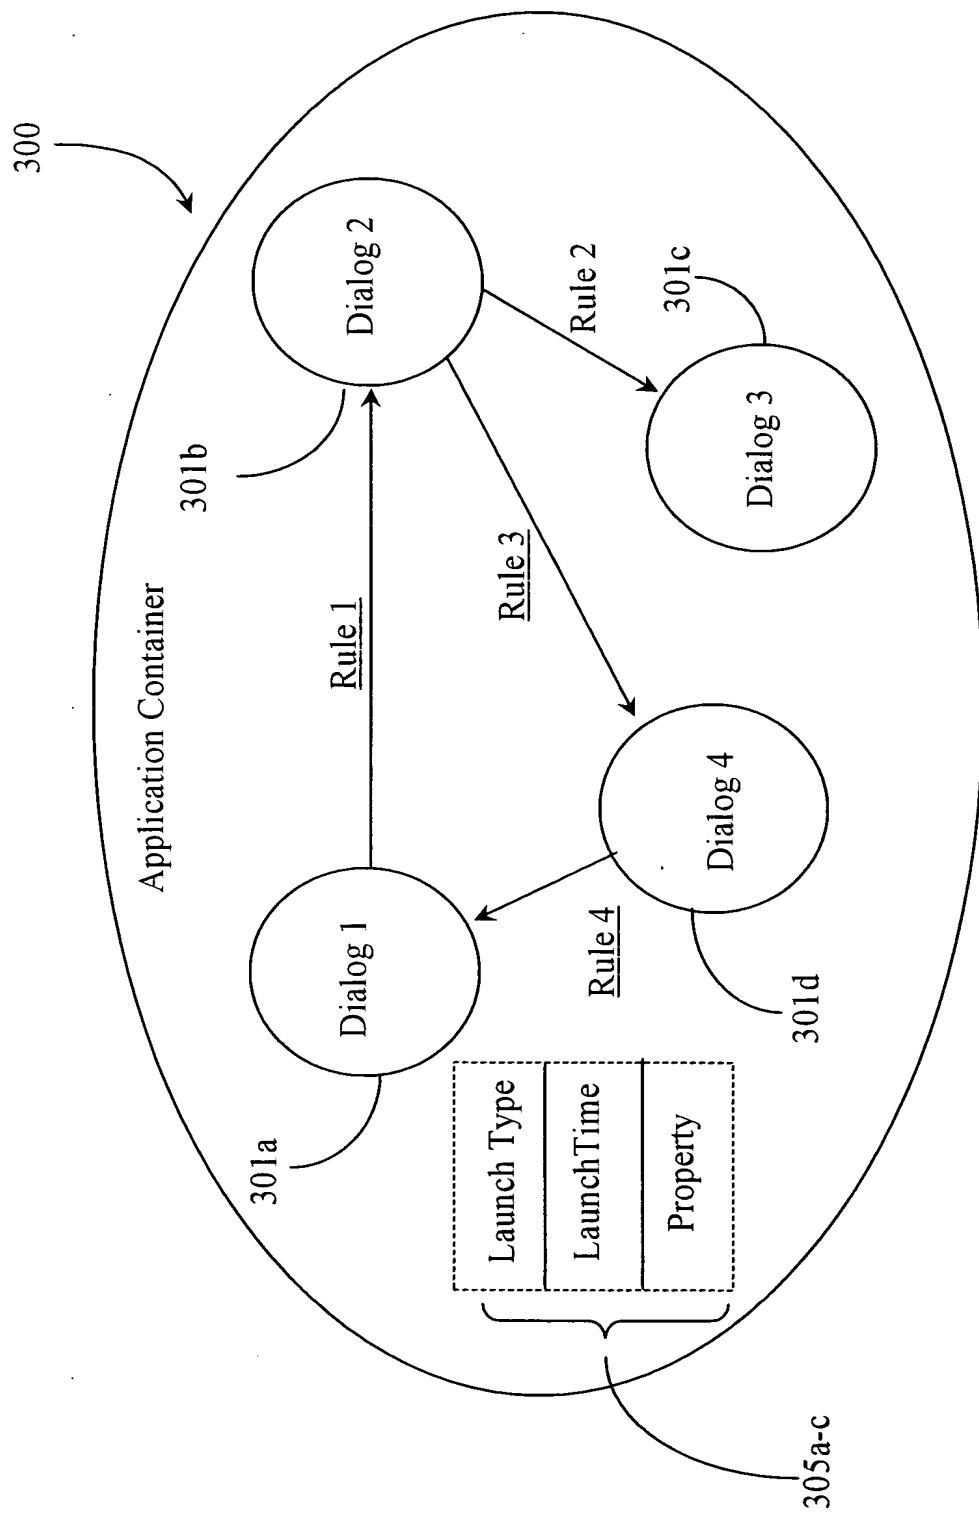 300
Application Container
Dialog 1
Rule 1
Dialog 2
301a
301b
Rule 3
Rule 2
Launch Type
LaunchTime
Property
Rule 4
Dialog 4
301c
Dialog 3
301d
305a-c